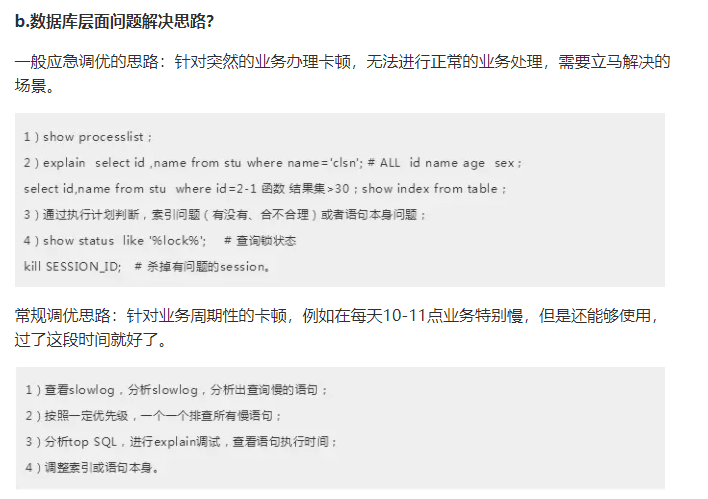 b.数据库层面问题解决思路?
一般应急调优的思路：针对突然的业务办理卡顿，无法进行正常的业务处理，需要立马解决的
场景。
1）show processlist；
2）explain  select id ,name from stu where name='clsn'; # ALL  id name age  sex；
select id,name from stu  where id=2-1 函数 结果集>30；show index from table；
3）通过执行计划判断，索引问题（有没有、合不合理）或者语句本身问题；
4）show status  like '%lock%';    # 查询锁状态
kill SESSION_ID;   # 杀掉有问题的session。
常规调优思路：针对业务周期性的卡顿，例如在每天10-11点业务特别慢，但是还能够使用，
过了这段时间就好了。
1）查看slowlog，分析slowlog，分析出查询慢的语句；
2）按照一定优先级，一个一个排查所有慢语句；
3）分析top SQL，进行explain调试，查看语句执行时间；
4）调整索引或语句本身。